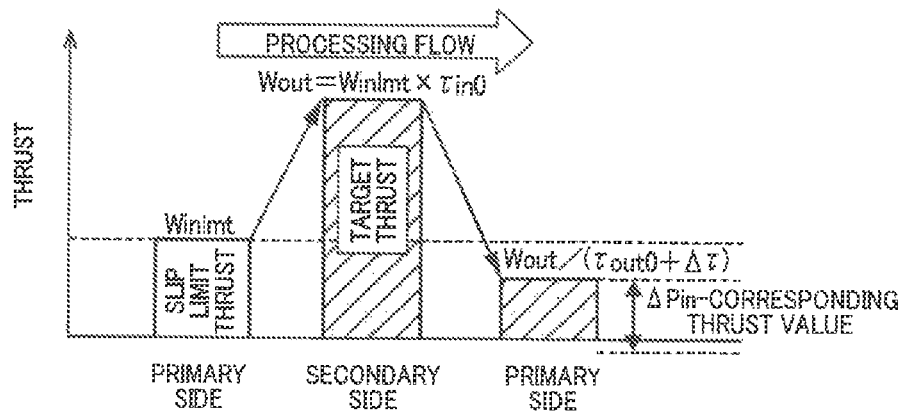 PROCESSING FLOW
Wout=Winlmt × τin0
THRUST
Winlmt
SLIP
LIMIT
THRUST
TARGET
THRUST
Wout/(τout0+Δτ)
ΔPin-CORRESPONDING
THRUST VALUE
PRIMARY
SIDE
SECONDARY
SIDE
PRIMARY
SIDE